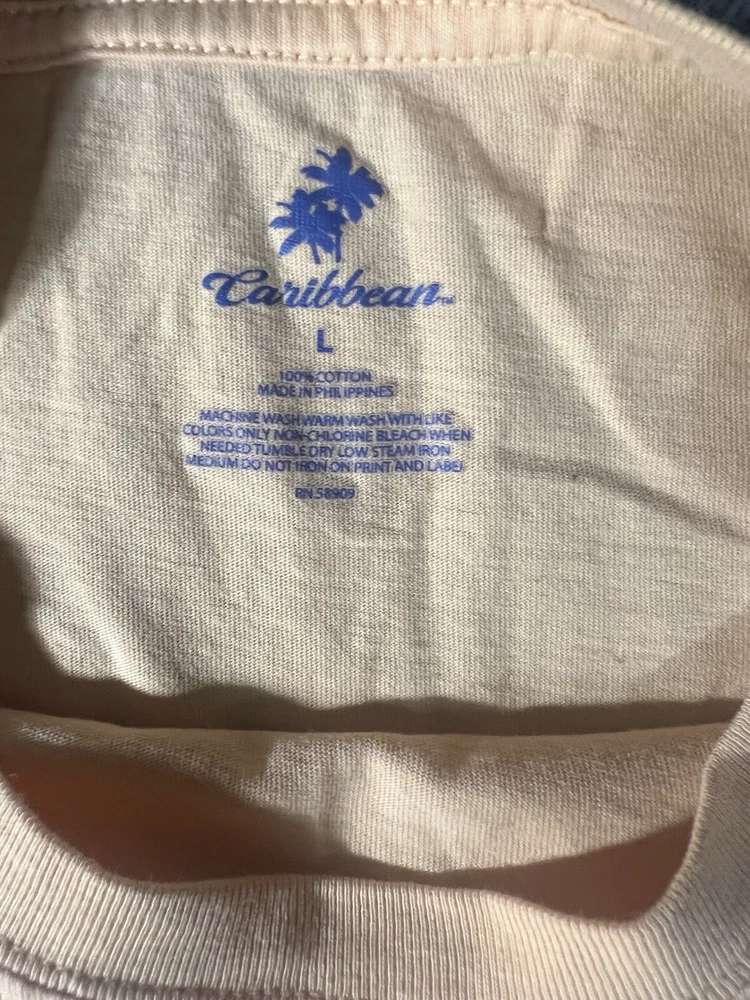 Caribbean™
L
100% COTTON
MADE IN PHILIPPINES
MACHINE WASH WARM WASH WITH LIKE
COLORS ONLY NON-CHLORINE BLEACH WHEN
NEEDED TUMBLE DRY LOW STEAM IRON
MEDIUM DO NOT IRON ON PRINT AND LABEL
RN 58909